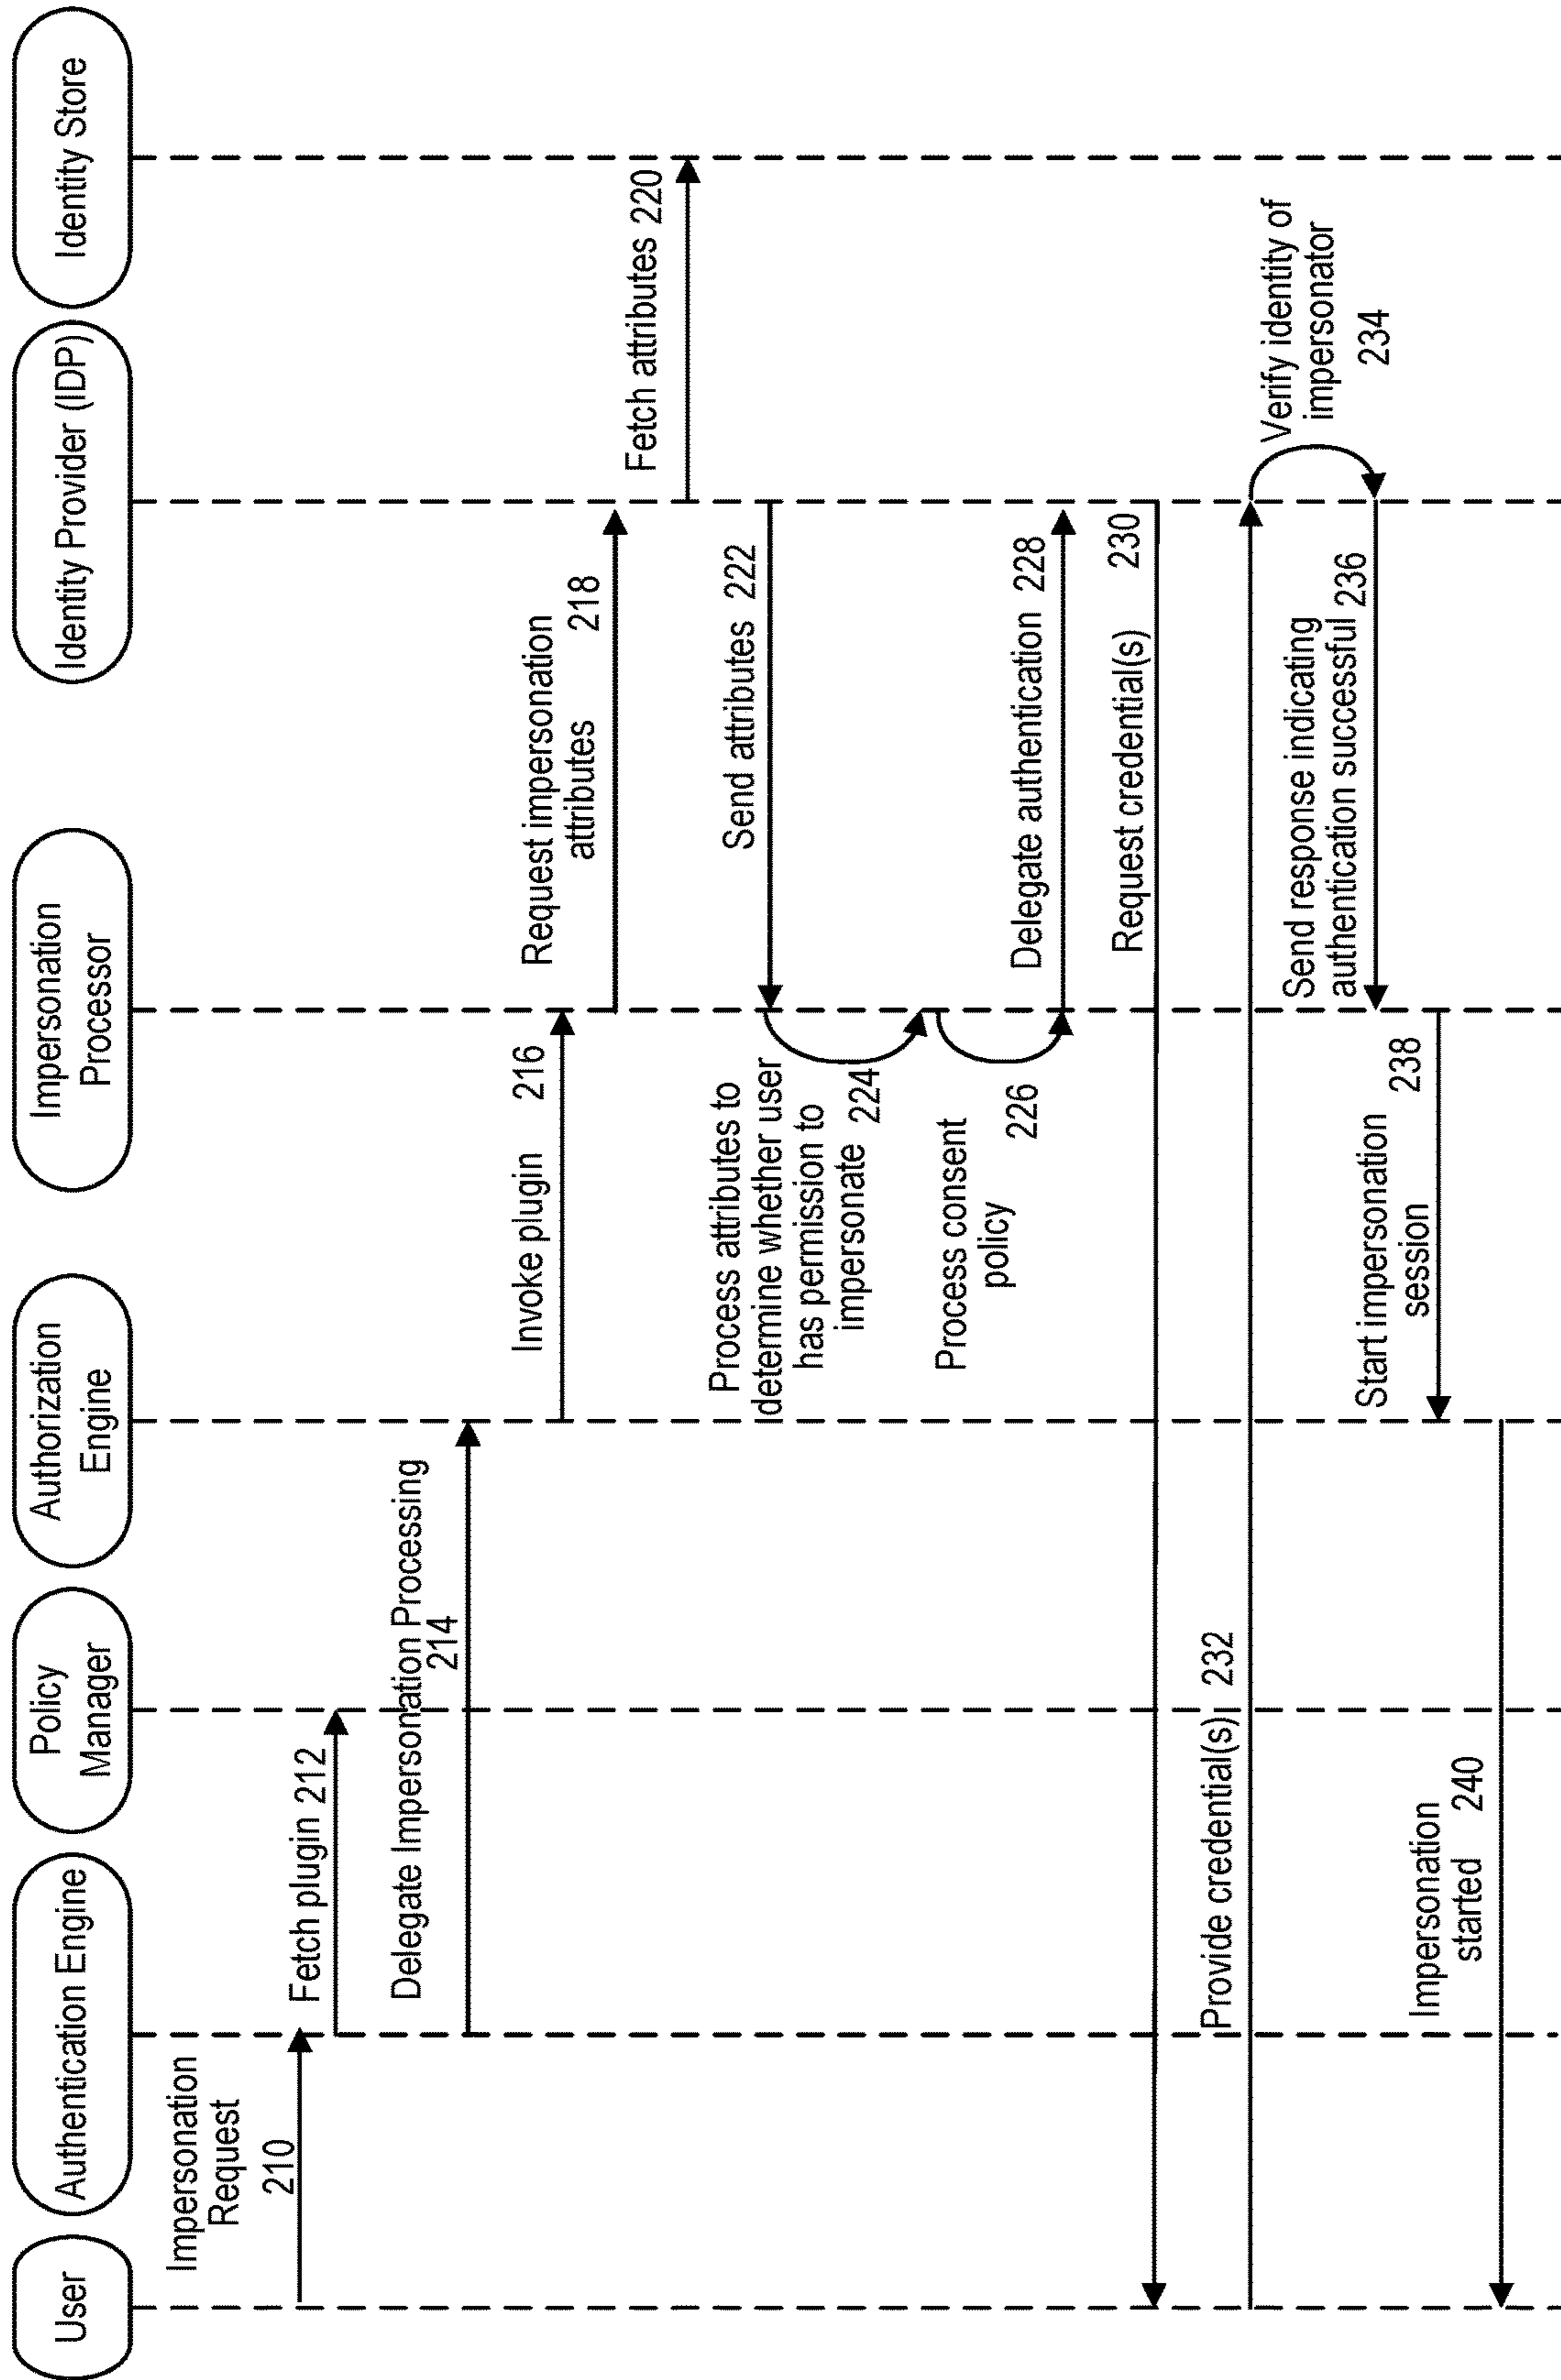 User
Authentication Engine
Policy
Manager
Authorization
Engine
Impersonation
Processor
Identity Provider (IDP)
Identity Store
Impersonation
Request
210
Fetch plugin 212
Delegate Impersonation Processing
214
Invoke plugin 216
Request impersonation
attributes 218
Fetch attributes 220
Send attributes 222
Process attributes to
determine whether user
has permission to
impersonate 224
Process consent
policy
226
Delegate authentication 228
Request credential(s) 230
Provide credential(s) 232
Verify identity of
impersonator
234
Send response indicating
authentication successful 236
Start impersonation
session
238
Impersonation
started 240